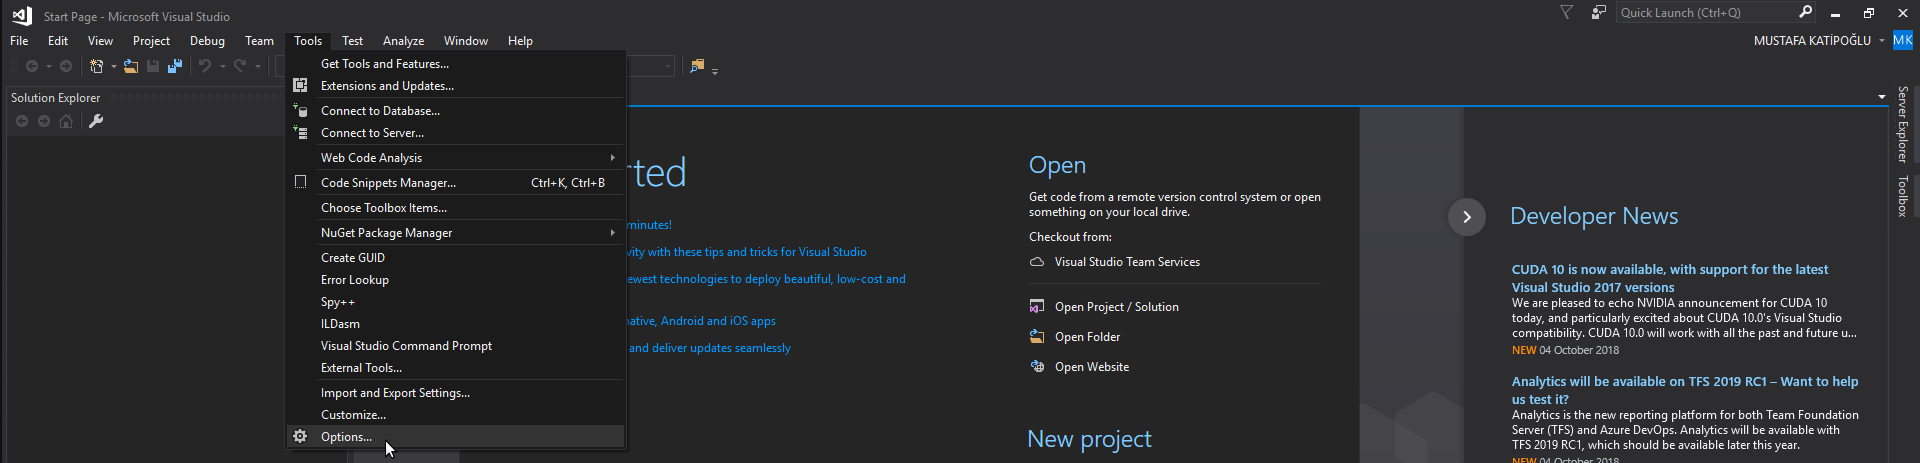 Start Page - Microsoft Visual Studio
Quick Launch (Ctrl+Q)
File Edit View Project Debug Team Tools Test Analyze Window Help
MUSTAFA KATİPOĞLU MK
Solution Explorer
Get Tools and Features...
Extensions and Updates...
Connect to Database...
Connect to Server...
Web Code Analysis
Code Snippets Manager... Ctrl+K, Ctrl+B
Choose Toolbox Items...
NuGet Package Manager
Create GUID
Error Lookup
Spy++
ILDasm
Visual Studio Command Prompt
External Tools...
Import and Export Settings...
Customize...
Options...
rted
minutes!
vity with these tips and tricks for Visual Studio
ewest technologies to deploy beautiful, low-cost and
native, Android and iOS apps
and deliver updates seamlessly
Open
Get code from a remote version control system or open
something on your local drive.
Checkout from:
Visual Studio Team Services
Open Project / Solution
Open Folder
Open Website
New project
Developer News
CUDA 10 is now available, with support for the latest
Visual Studio 2017 versions
We are pleased to echo NVIDIA announcement for CUDA 10
today, and particularly excited about CUDA 10.0's Visual Studio
compatibility. CUDA 10.0 will work with all the past and future u...
NEW 04 October 2018
Analytics will be available on TFS 2019 RC1 – Want to help
us test it?
Analytics is the new reporting platform for both Team Foundation
Server (TFS) and Azure DevOps. Analytics will be available with
TFS 2019 RC1, which should be available later this year.
NEW 04 October 2018
Server Explorer
Toolbox